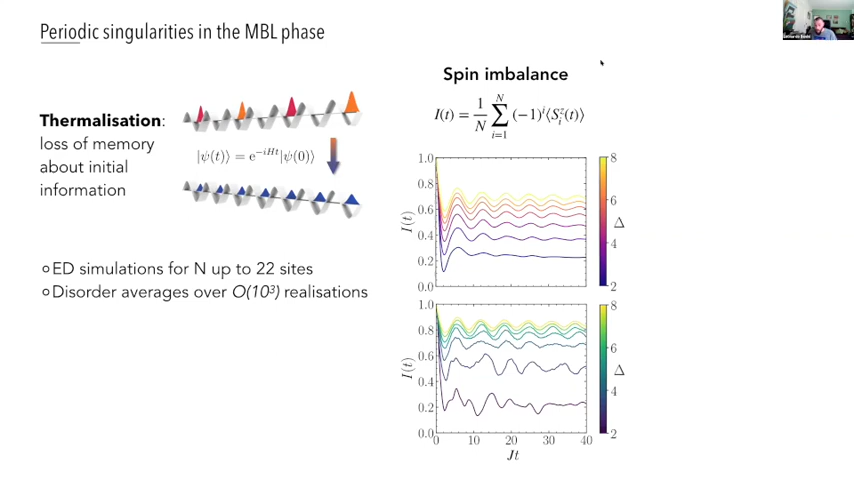 Periodic singularities in the MBL phase
Thermalisation:
loss of memory
about initial
information
|ψ(t)⟩ = e^{−iHt}|ψ(0)⟩
◦ED simulations for N up to 22 sites
◦Disorder averages over O(10³) realisations
Spin imbalance
I(t) = \frac{1}{N} \sum_{i=1}^{N} (−1)^i ⟨S_i^z(t)⟩
1.0
0.8
0.6
0.4
0.2
0.0
I(t)
8
6
4
2
Δ
1.0
0.8
0.6
0.4
0.2
0.0
I(t)
0 10 20 30 40
Jt
8
6
4
2
Δ